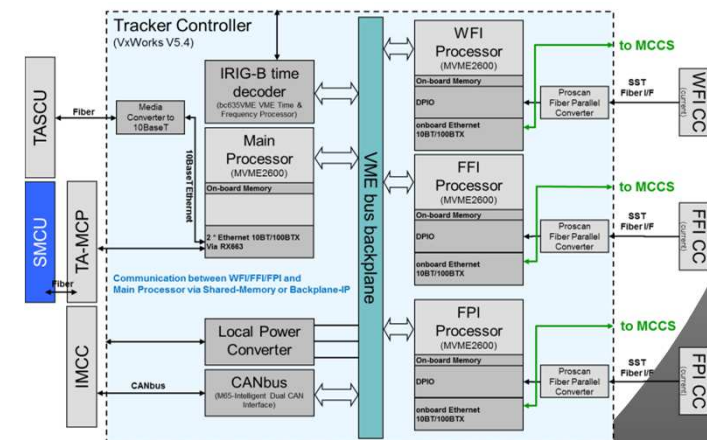 Tracker Controller
(VxWorks V5.4)
TASCU
Fiber
Media
Converter to
10BaseT
10BaseT Ethernet
SMCU
TA-MCP
Fiber
IMCC
CANbus
IRIG-B time
decoder
(bc635VME VME Time &
Frequency Processor)
Main
Processor
(MVME2600)
On-board Memory
2 * Ethernet 10BT/100BTX
Via RX663
Communication between WFI/FFI/FPI and
Main Processor via Shared-Memory or Backplane-IP
Local Power
Converter
CANbus
(M65-Intelligent Dual CAN
Interface)
VME bus backplane
WFI
Processor
(MVME2600)
On-board Memory
DPIO
onboard Ethernet
10BT/100BTX
to MCCS
Proscan
Fiber Parallel
Converter
SST
Fiber I/F
WFI CC
(current)
FFI
Processor
(MVME2600)
On-board Memory
DPIO
onboard Ethernet
10BT/100BTX
to MCCS
Proscan
Fiber Parallel
Converter
SST
Fiber I/F
FFI CC
(current)
FPI
Processor
(MVME2600)
On-board Memory
DPIO
onboard Ethernet
10BT/100BTX
to MCCS
Proscan
Fiber Parallel
Converter
SST
Fiber I/F
FPI CC
(current)